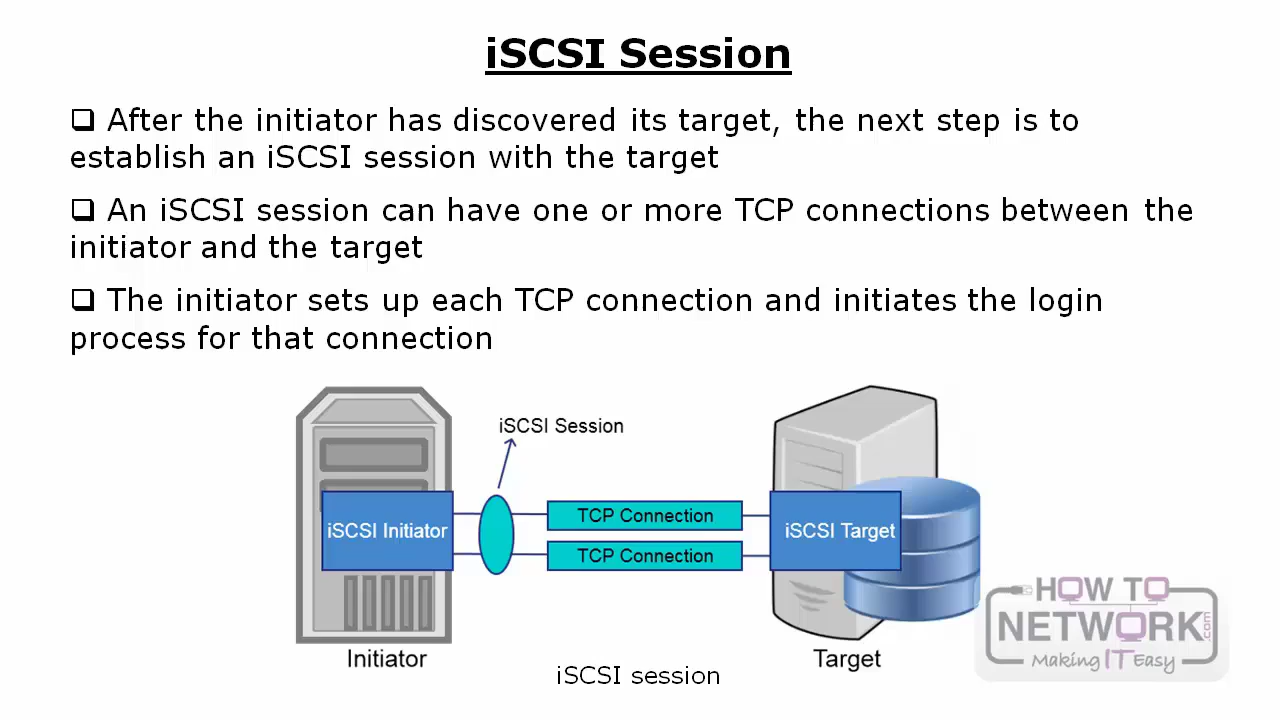 iSCSI Session
❑ After the initiator has discovered its target, the next step is to
establish an iSCSI session with the target
❑ An iSCSI session can have one or more TCP connections between the
initiator and the target
❑ The initiator sets up each TCP connection and initiates the login
process for that connection
iSCSI Session
iSCSI Initiator
TCP Connection
TCP Connection
iSCSI Target
Initiator
Target
iSCSI session
HOW TO
NETWORK.com
Making IT Easy